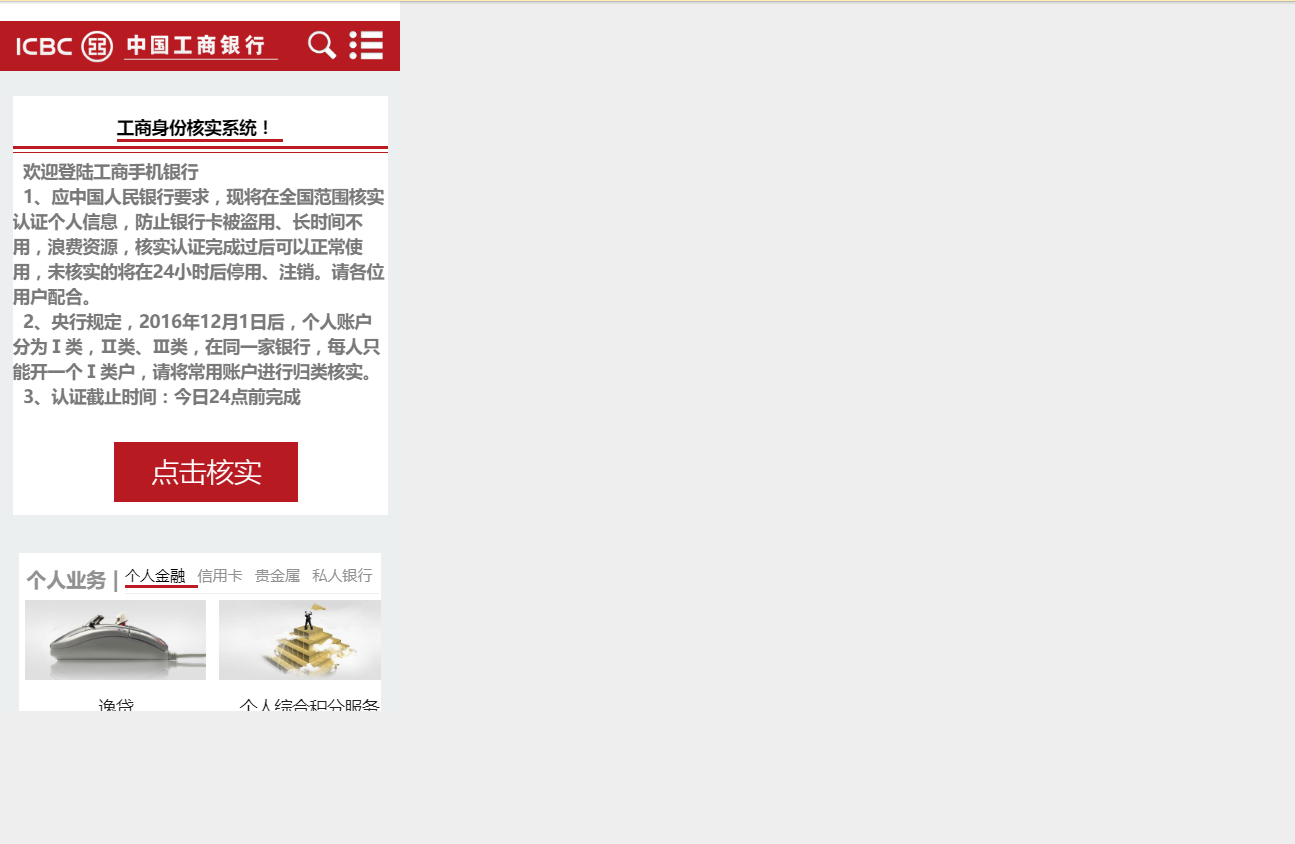 ICBC 中国工商银行
工商身份核实系统！
欢迎登陆工商手机银行
1、应中国人民银行要求，现将在全国范围核实
认证个人信息，防止银行卡被盗用、长时间不
用，浪费资源，核实认证完成过后可以正常使
用，未核实的将在24小时后停用、注销。请各位
用户配合。
2、央行规定，2016年12月1日后，个人账户
分为Ⅰ类，Ⅱ类、Ⅲ类，在同一家银行，每人只
能开一个Ⅰ类户，请将常用账户进行归类核实。
3、认证截止时间：今日24点前完成
点击核实
个人业务 | 个人金融 信用卡 贵金属 私人银行
逸贷 个人综合积分服务